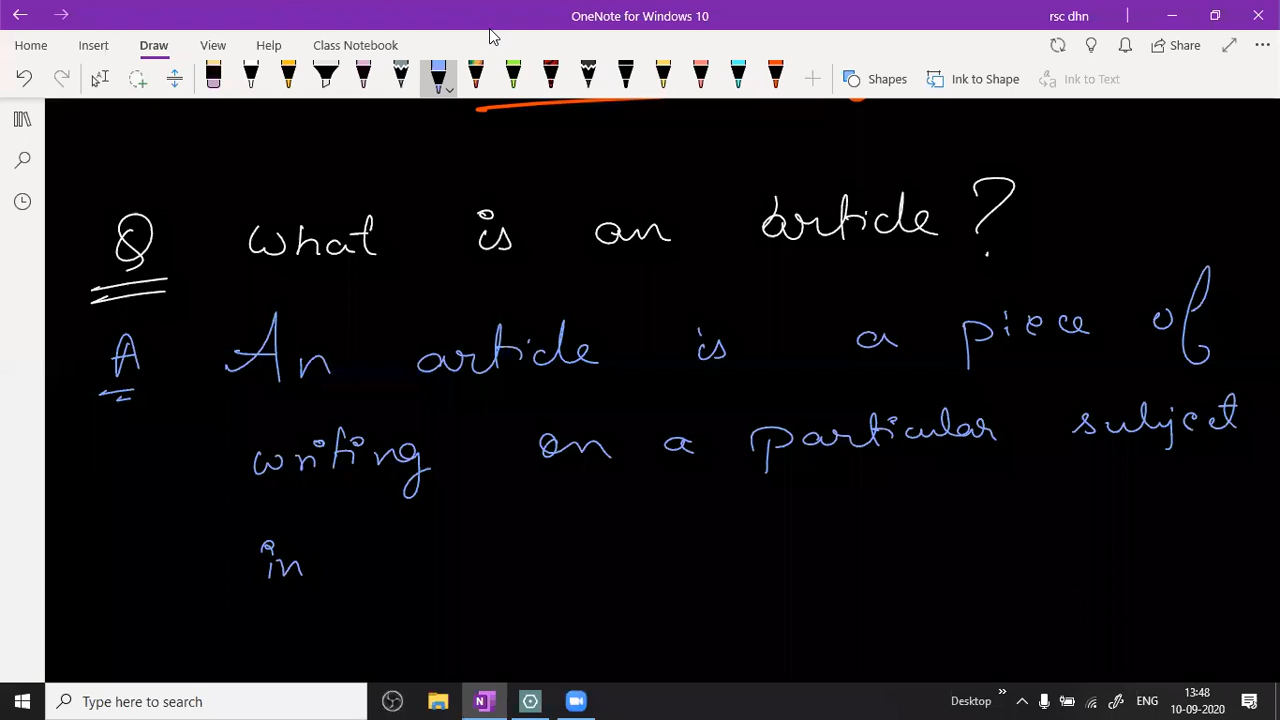 OneNote for Windows 10
rsc dhn
Home Insert Draw View Help Class Notebook
Share
Shapes Ink to Shape Ink to Text
Q What is an article?
A An article is a piece of
writing on a particular subject
in
Type here to search
Desktop
ENG
13:48
10-09-2020